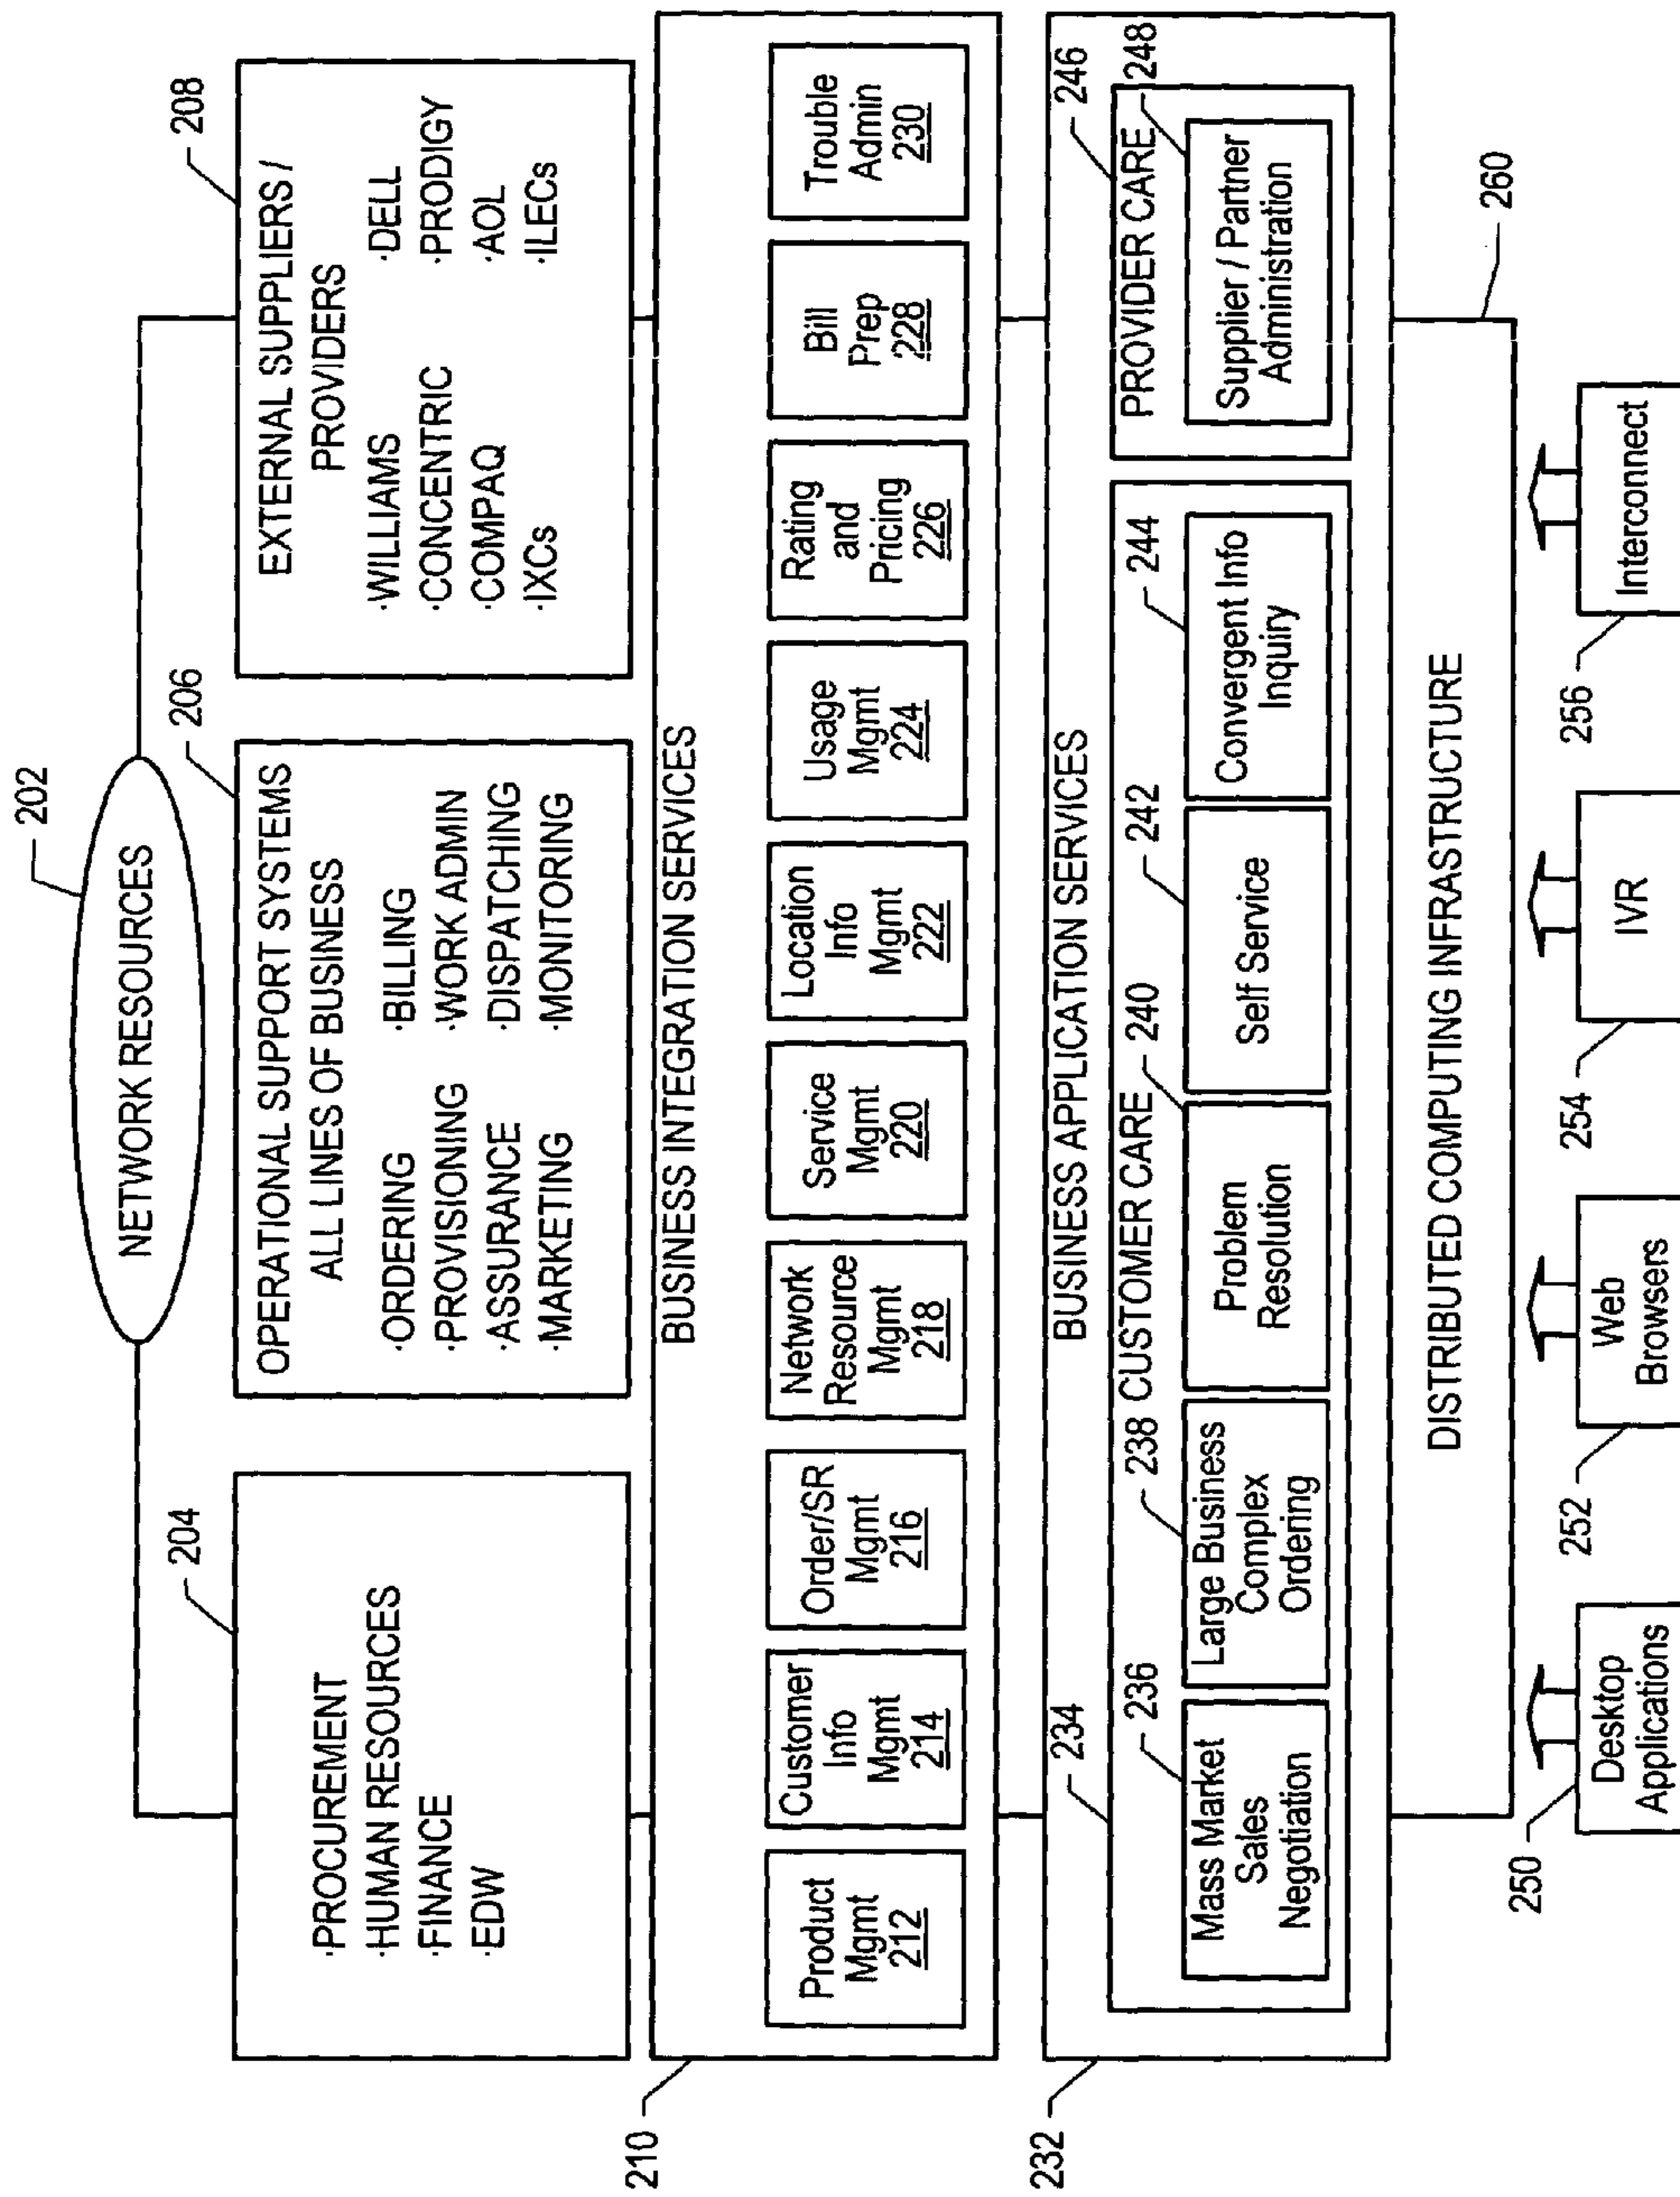 202
NETWORK RESOURCES
204
·PROCUREMENT
·HUMAN RESOURCES
·FINANCE
·EDW
206
OPERATIONAL SUPPORT SYSTEMS
ALL LINES OF BUSINESS
·ORDERING ·BILLING
·PROVISIONING ·WORK ADMIN
·ASSURANCE ·DISPATCHING
·MARKETING ·MONITORING
208
EXTERNAL SUPPLIERS /
PROVIDERS
·WILLIAMS ·DELL
·CONCENTRIC ·PRODIGY
·COMPAQ ·AOL
·IXCs ·ILECs
210
BUSINESS INTEGRATION SERVICES
Product
Mgmt
212
Customer
Info
Mgmt
214
Order/SR
Mgmt
216
Network
Resource
Mgmt
218
Service
Mgmt
220
Location
Info
Mgmt
222
Usage
Mgmt
224
Rating
and
Pricing
226
Bill
Prep
228
Trouble
Admin
230
232
BUSINESS APPLICATION SERVICES
234
CUSTOMER CARE
236
Mass Market
Sales
Negotiation
238
Large Business
Complex
Ordering
240
Problem
Resolution
242
Self Service
244
Convergent Info
Inquiry
246
PROVIDER CARE
248
Supplier / Partner
Administration
DISTRIBUTED COMPUTING INFRASTRUCTURE
260
250
Desktop
Applications
252
Web
Browsers
254
IVR
256
Interconnect